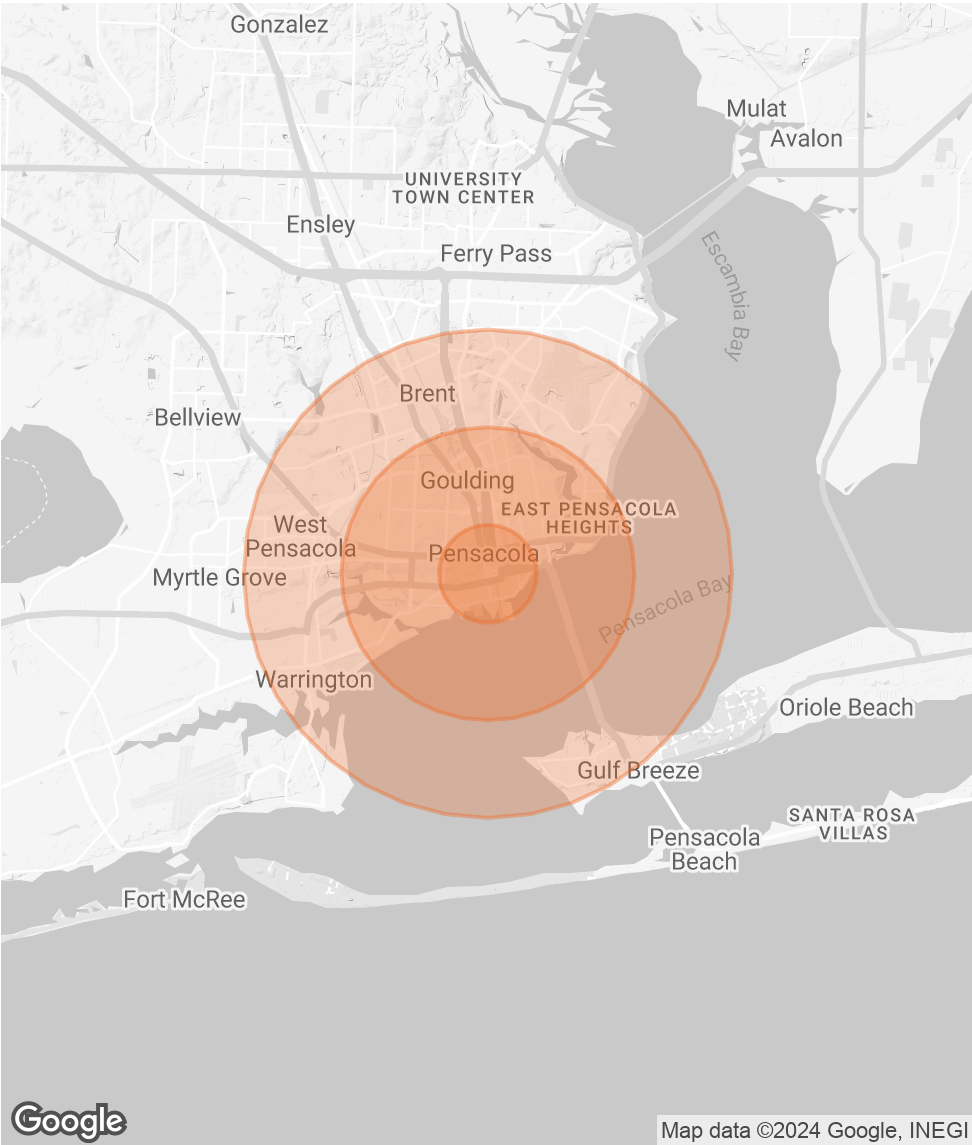 Gonzalez
Mulat
Avalon
UNIVERSITY
TOWN CENTER
Ensley
Ferry Pass
Escambia Bay
Brent
Bellview
Goulding
EAST PENSACOLA
HEIGHTS
West
Pensacola
Pensacola
Myrtle Grove
Pensacola Bay
Warrington
Oriole Beach
Gulf Breeze
SANTA ROSA
VILLAS
Pensacola
Beach
Fort McRee
Google
Map data ©2024 Google, INEGI